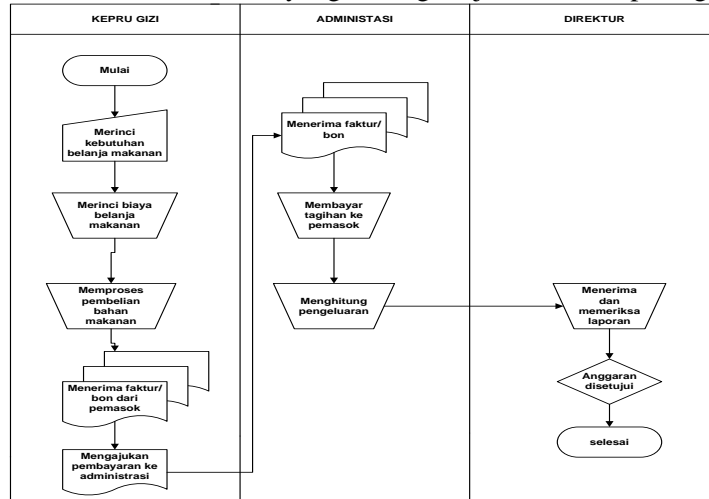 KEPRU GIZI
ADMINISTASI
DIREKTUR
Mulai
Merinci
kebutuhan
belanja makanan
Merinci biaya
belanja
makanan
Memproses
pembelian
bahan
makanan
Menerima faktur/
bon dari
pemasok
Mengajukan
pembayaran ke
administrasi
Menerima faktur/
bon
Membayar
tagihan ke
pemasok
Menghitung
pengeluaran
Menerima
dan
memeriksa
laporan
Anggaran
disetujui
selesai